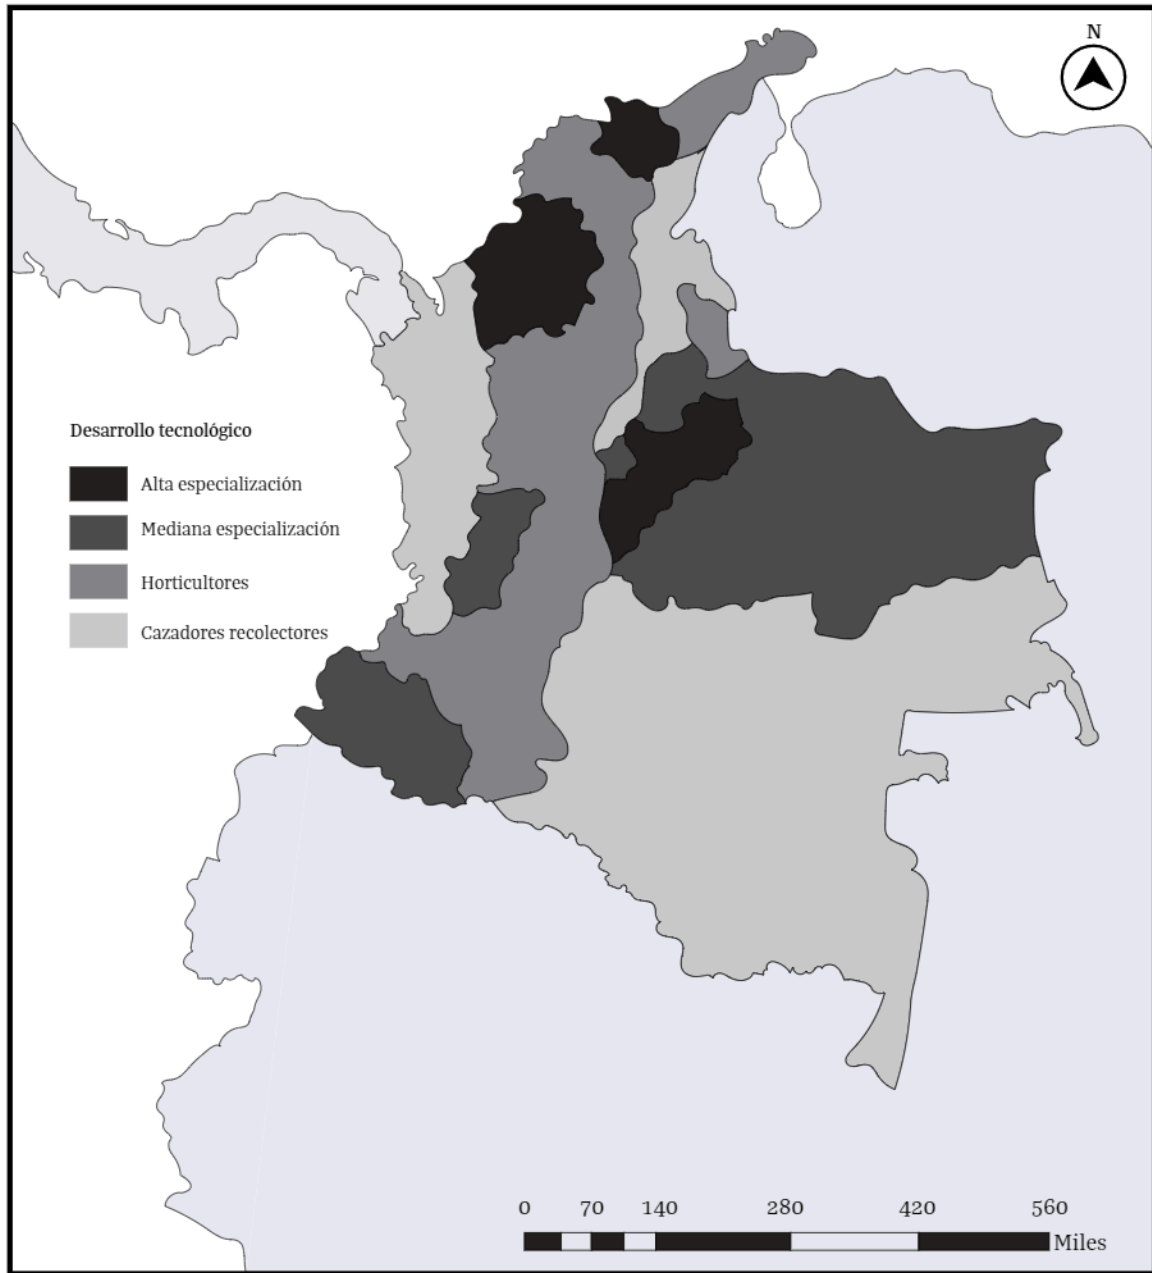 N
Desarrollo tecnológico
Alta especialización
Mediana especialización
Horticultores
Cazadores recolectores
0 70 140 280 420 560
Miles